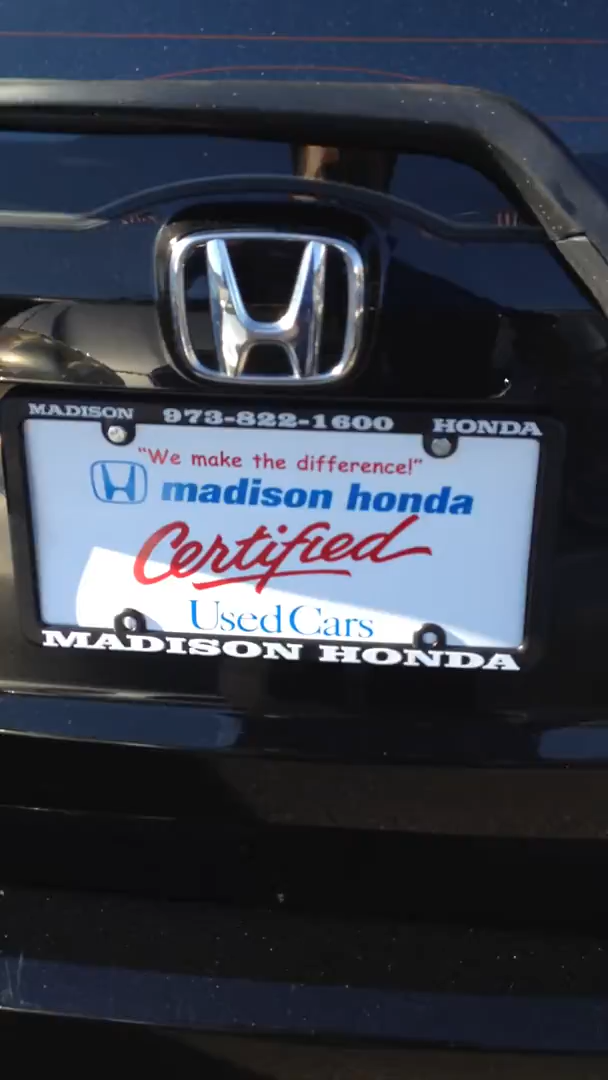 MADISON 973-822-1600 HONDA
"We make the difference!"
madison honda
Certified
Used Cars
MADISON HONDA